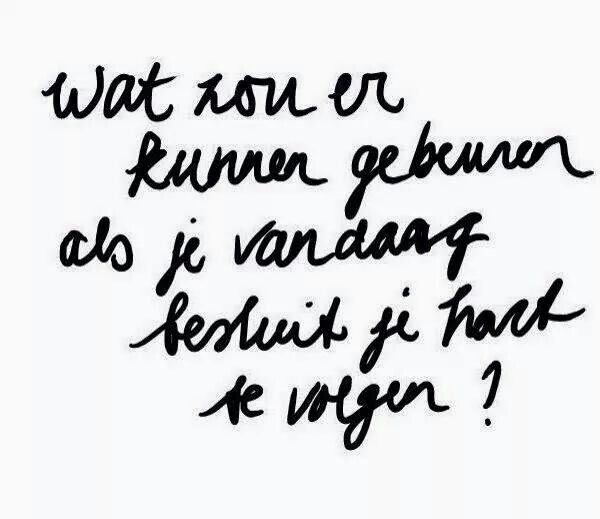 wat zou er
kunnen gebeuren
als je vandaag
besluit je hart
te volgen?